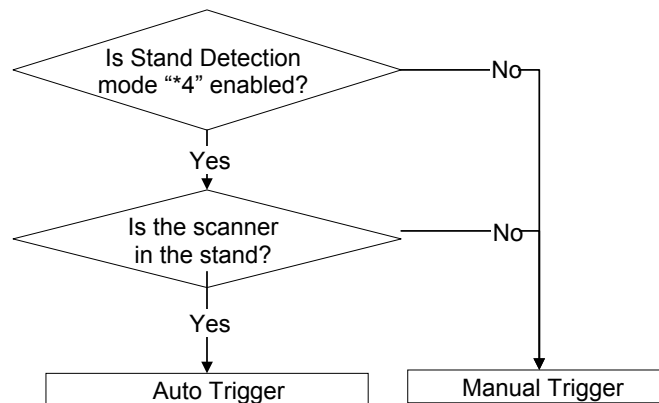 Is Stand Detection
mode “*4” enabled?
No
Yes
Is the scanner
in the stand?
No
Yes
Auto Trigger
Manual Trigger